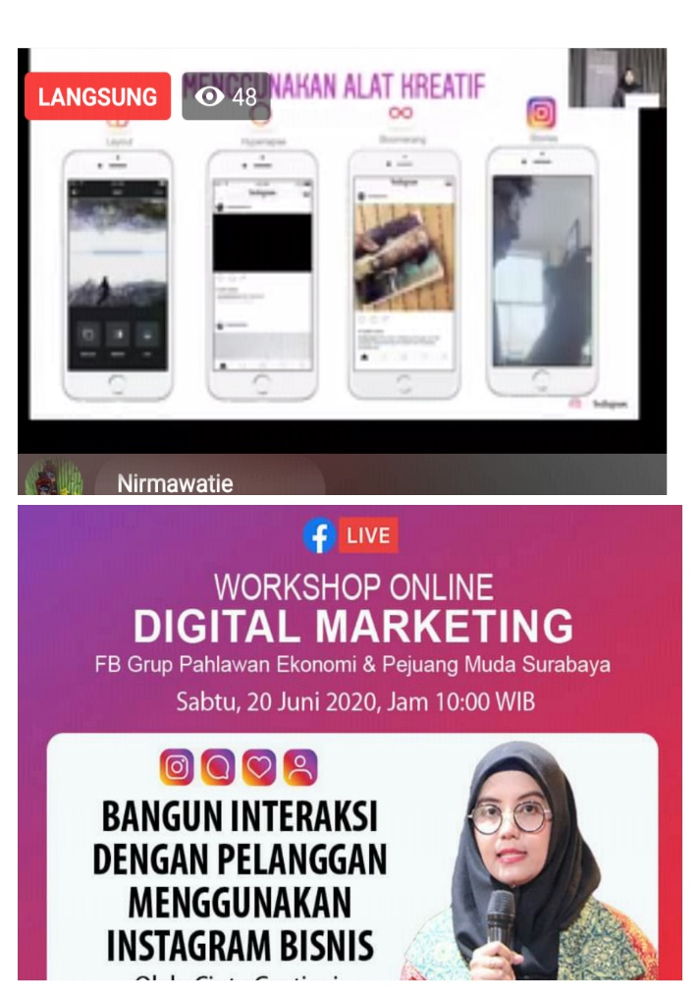 MENGGUNAKAN ALAT KREATIF
LANGSUNG 48
Layout Hyperlapse Boomerang Stories
Instagram
Instagram
Instagram
Nirmawatie
LIVE
WORKSHOP ONLINE
DIGITAL MARKETING
FB Grup Pahlawan Ekonomi & Pejuang Muda Surabaya
Sabtu, 20 Juni 2020, Jam 10:00 WIB
BANGUN INTERAKSI
DENGAN PELANGGAN
MENGGUNAKAN
INSTAGRAM BISNIS